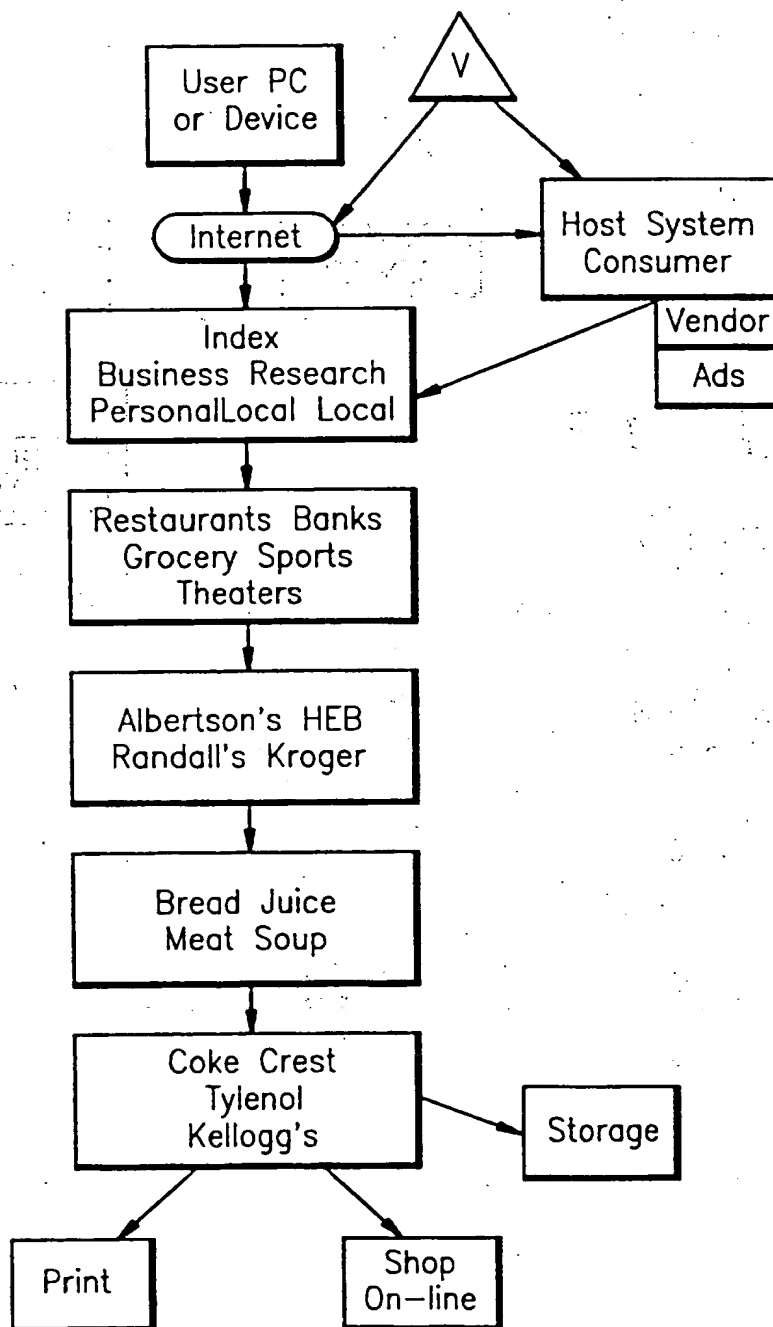 User PC
or Device
V
Internet
Host System
Consumer
Vendor
Ads
Index
Business Research
PersonalLocal Local
Restaurants Banks
Grocery Sports
Theaters
Albertson's HEB
Randall's Kroger
Bread Juice
Meat Soup
Coke Crest
Tylenol
Kellogg's
Storage
Print
Shop
On-line